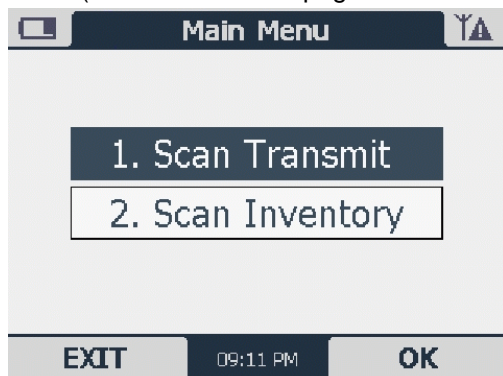 Main Menu
1. Scan Transmit
2. Scan Inventory
EXIT 09:11 PM OK